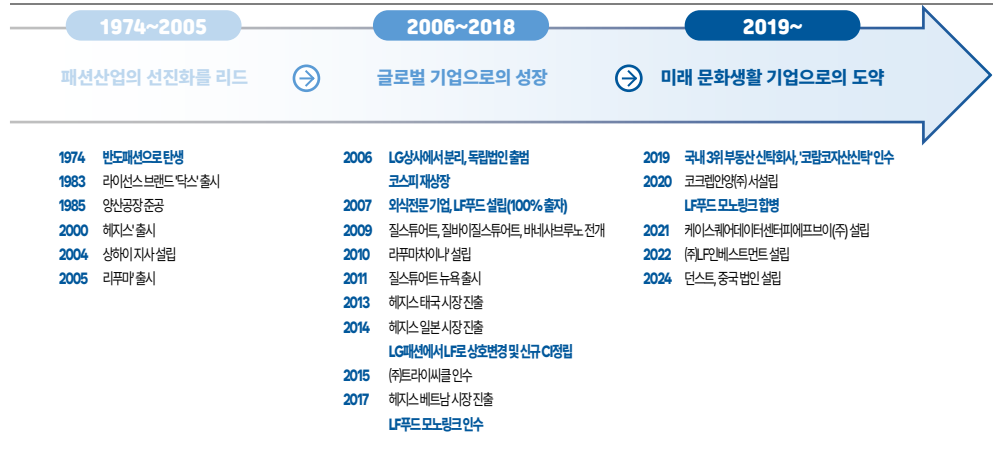 1974~2005
2006~2018
2019~
패션산업의 선진화를 리드
글로벌 기업으로의 성장
미래 문화생활 기업으로의 도약
1974 반도패션으로 탄생
1983 라이선스 브랜드 '닥스' 출시
1985 양산공장 준공
2000 헤지스' 출시
2004 상하이 지사 설립
2005 리푸마' 출시
2006 LG상사에서 분리, 독립법인 출범
코스피 재상장
2007 외식전문 기업, LF푸드 설립(100% 출자)
2009 질스튜어트, 질바이질스튜어트, 바네사브루노 전개
2010 라푸마차이나' 설립
2011 질스튜어트 뉴욕 출시
2013 헤지스 태국 시장 진출
2014 헤지스 일본 시장 진출
LG패션에서 LF로 상호변경 및 신규 CI정립
2015 ㈜트라이씨클 인수
2017 헤지스 베트남 시장 진출
LF푸드 모노링크 인수
2019 국내 3위 부동산 신탁회사, '코람코자산신탁' 인수
2020 코크렙안양㈜ 서설립
LF푸드 모노링크 합병
2021 케이스퀘어데이터센터피에프브이(주) 설립
2022 ㈜LF인베스트먼트 설립
2024 던스트, 중국 법인 설립